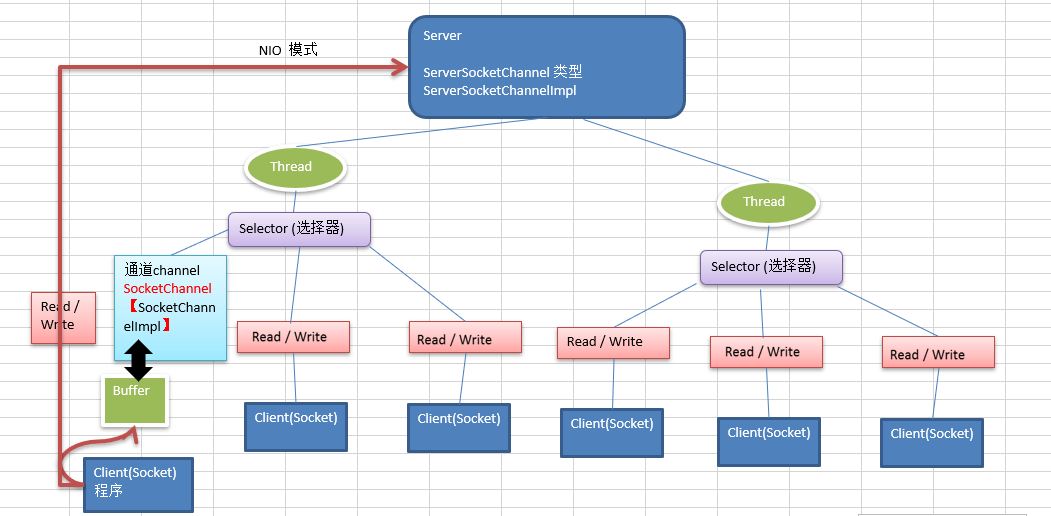 NIO 模式
Server
ServerSocketChannel 类型
ServerSocketChannelImpl
Thread
Thread
Selector (选择器)
Selector (选择器)
通道channel
SocketChannel
【SocketChann
elImpl】
Read /
Write
Read / Write
Read / Write
Read / Write
Read / Write
Read / Write
Buffer
Client(Socket)
Client(Socket)
Client(Socket)
Client(Socket)
Client(Socket)
Client(Socket)
程序